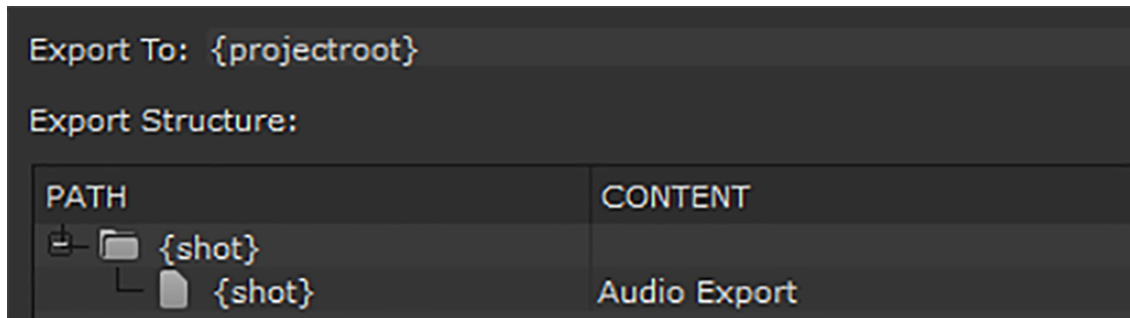 Export To: {projectroot}
Export Structure:
PATH CONTENT
{shot}
{shot} Audio Export